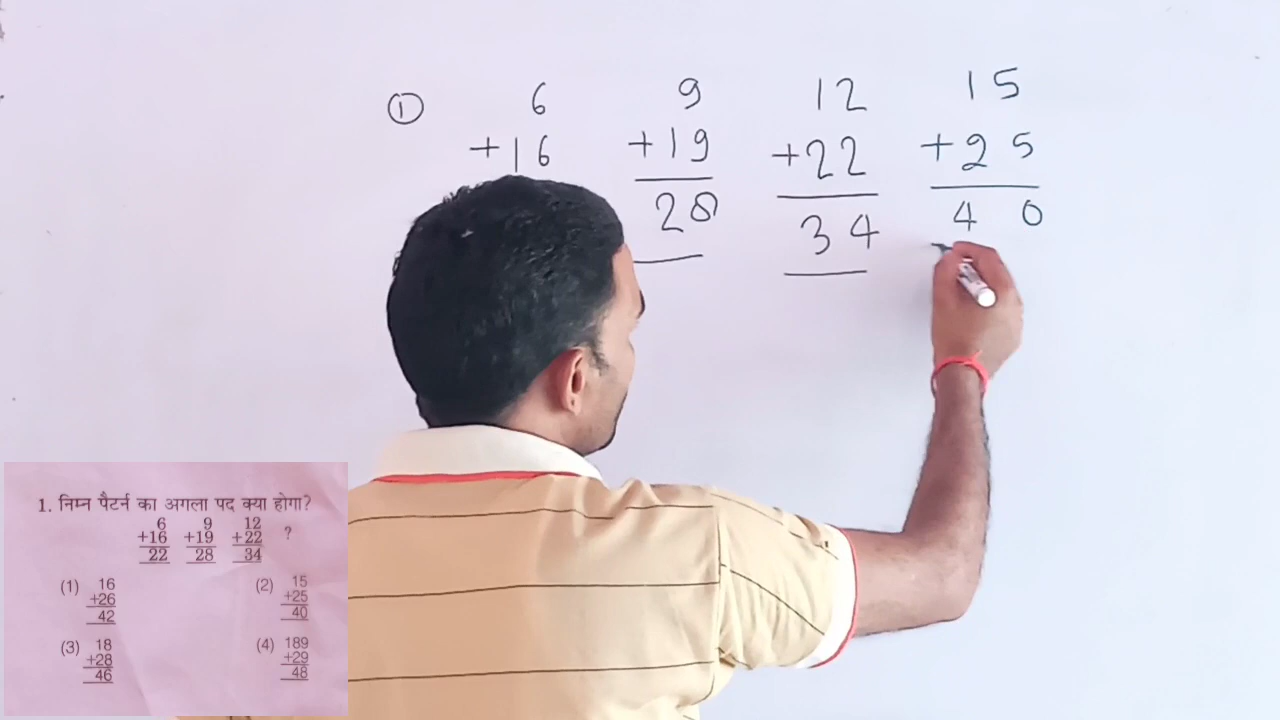 ① 6 9 12 15
+16 +19 +22 +25
28 34 40
1. निम्न पैटर्न का अगला पद क्या होगा?
6 9 12
+16 +19 +22 ?
22 28 34
(1) 16 (2) 15
+26 +25
42 40
(3) 18 (4) 189
+28 +29
46 48